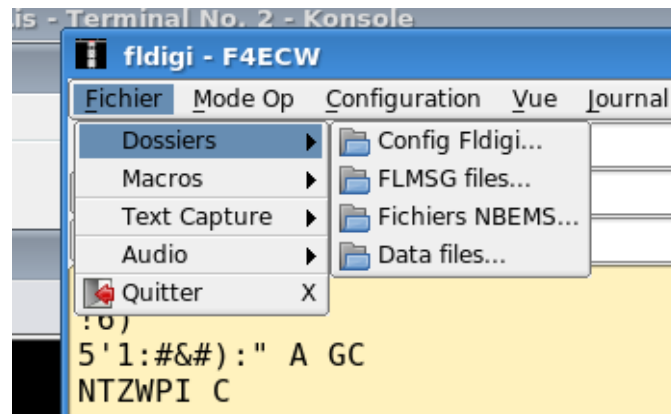 is - Terminal No. 2 - Konsole
fldigi - F4ECW
Fichier Mode Op Configuration Vue Journal
Dossiers
Macros
Text Capture
Audio
Quitter X
Config Fldigi...
FLMSG files...
Fichiers NBEMS...
Data files...
!6)
5'1:#&#):" A GC
NTZWPI C